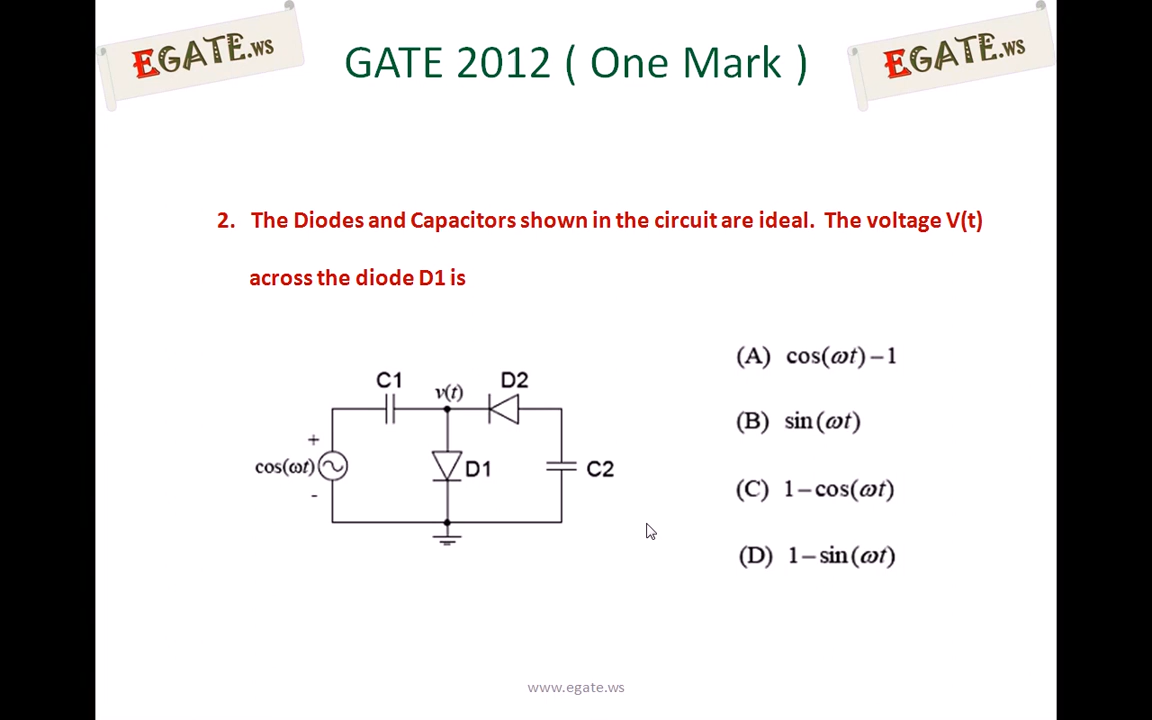 EGATE.ws
GATE 2012 ( One Mark )
EGATE.ws
2. The Diodes and Capacitors shown in the circuit are ideal. The voltage V(t)
across the diode D1 is
C1
v(t)
D2
+
cos(ωt)
-
D1
C2
(A) cos(ωt)−1
(B) sin(ωt)
(C) 1−cos(ωt)
(D) 1−sin(ωt)
www.egate.ws